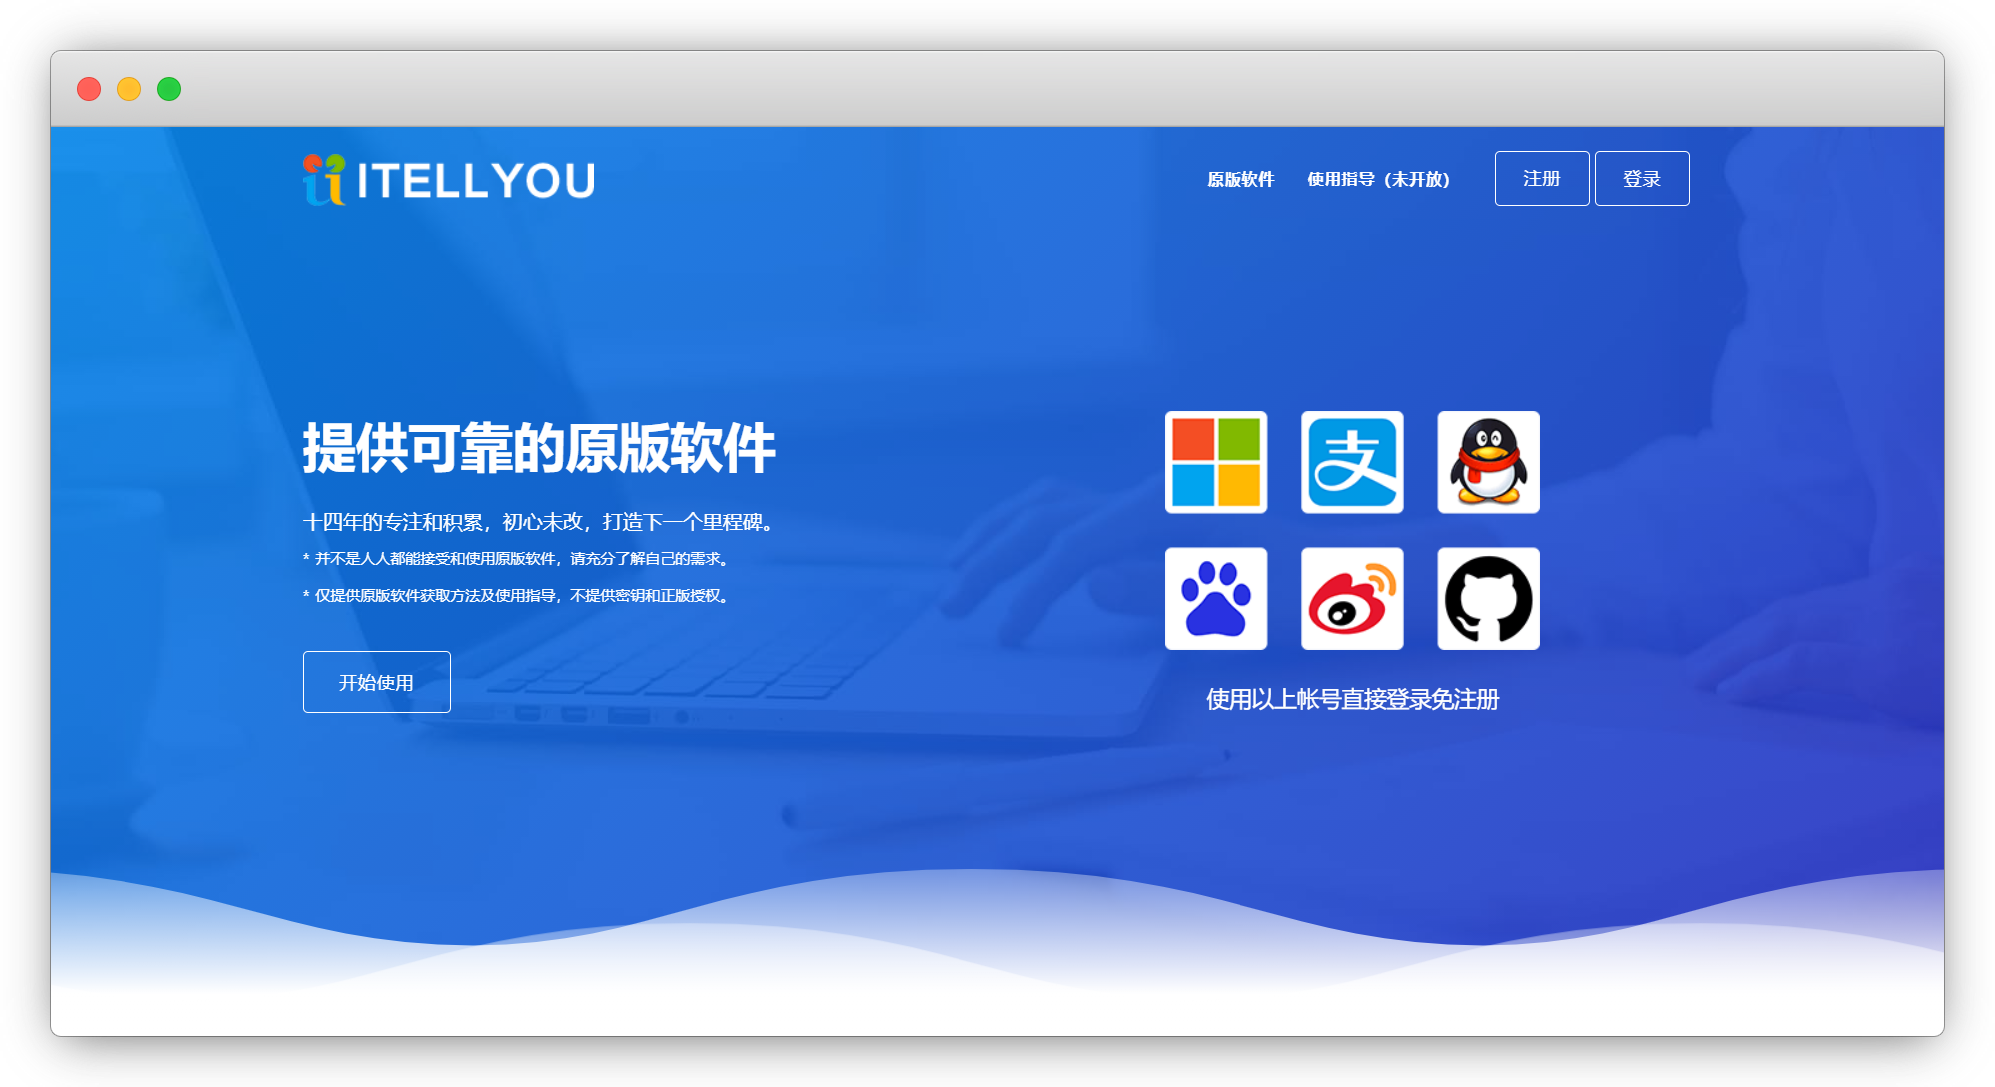 ITELLYOU
原版软件
使用指导（未开放）
注册
登录
提供可靠的原版软件
十四年的专注和积累，初心未改，打造下一个里程碑。
* 并不是人人都能接受和使用原版软件，请充分了解自己的需求。
* 仅提供原版软件获取方法及使用指导，不提供密钥和正版授权。
开始使用
支
使用以上帐号直接登录免注册